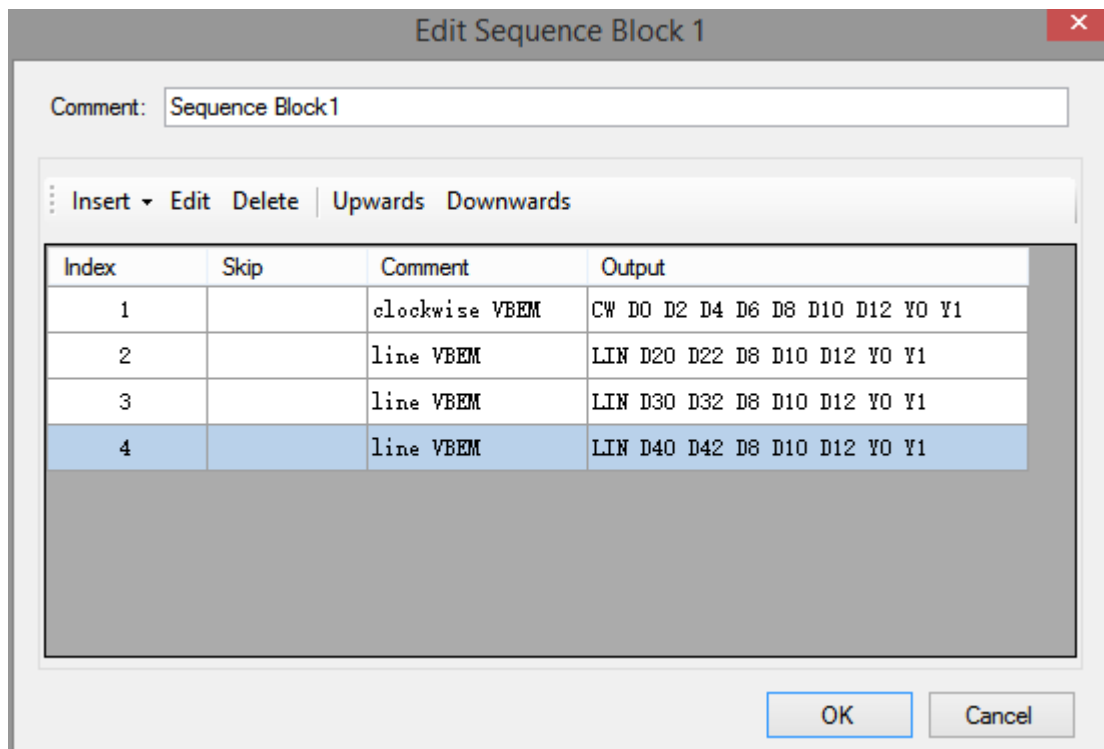 Edit Sequence Block 1
Comment: Sequence Block1
Insert Edit Delete Upwards Downwards
Index Skip Comment Output
1 clockwise VBEM CW D0 D2 D4 D6 D8 D10 D12 Y0 Y1
2 line VBEM LIN D20 D22 D8 D10 D12 Y0 Y1
3 line VBEM LIN D30 D32 D8 D10 D12 Y0 Y1
4 line VBEM LIN D40 D42 D8 D10 D12 Y0 Y1
OK Cancel